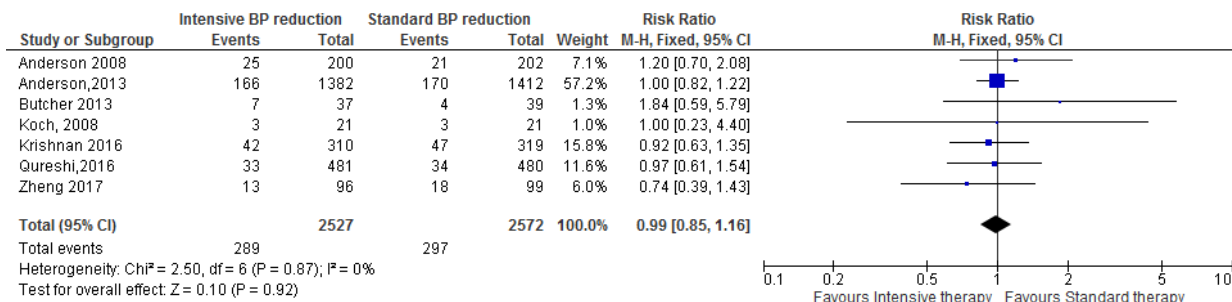 Intensive BP reduction Standard BP reduction Risk Ratio Risk Ratio
Study or Subgroup Events Total Events Total Weight M-H, Fixed, 95% CI M-H, Fixed, 95% CI
Anderson 2008 25 200 21 202 7.1% 1.20 [0.70, 2.08]
Anderson,2013 166 1382 170 1412 57.2% 1.00 [0.82, 1.22]
Butcher 2013 7 37 4 39 1.3% 1.84 [0.59, 5.79]
Koch, 2008 3 21 3 21 1.0% 1.00 [0.23, 4.40]
Krishnan 2016 42 310 47 319 15.8% 0.92 [0.63, 1.35]
Qureshi,2016 33 481 34 480 11.6% 0.97 [0.61, 1.54]
Zheng 2017 13 96 18 99 6.0% 0.74 [0.39, 1.43]
Total (95% CI) 2527 2572 100.0% 0.99 [0.85, 1.16]
Total events 289 297
Heterogeneity: Chi² = 2.50, df = 6 (P = 0.87); I² = 0%
Test for overall effect: Z = 0.10 (P = 0.92)
0.1 0.2 0.5 1 2 5 10
Favours Intensive therapy Favours Standard therapy